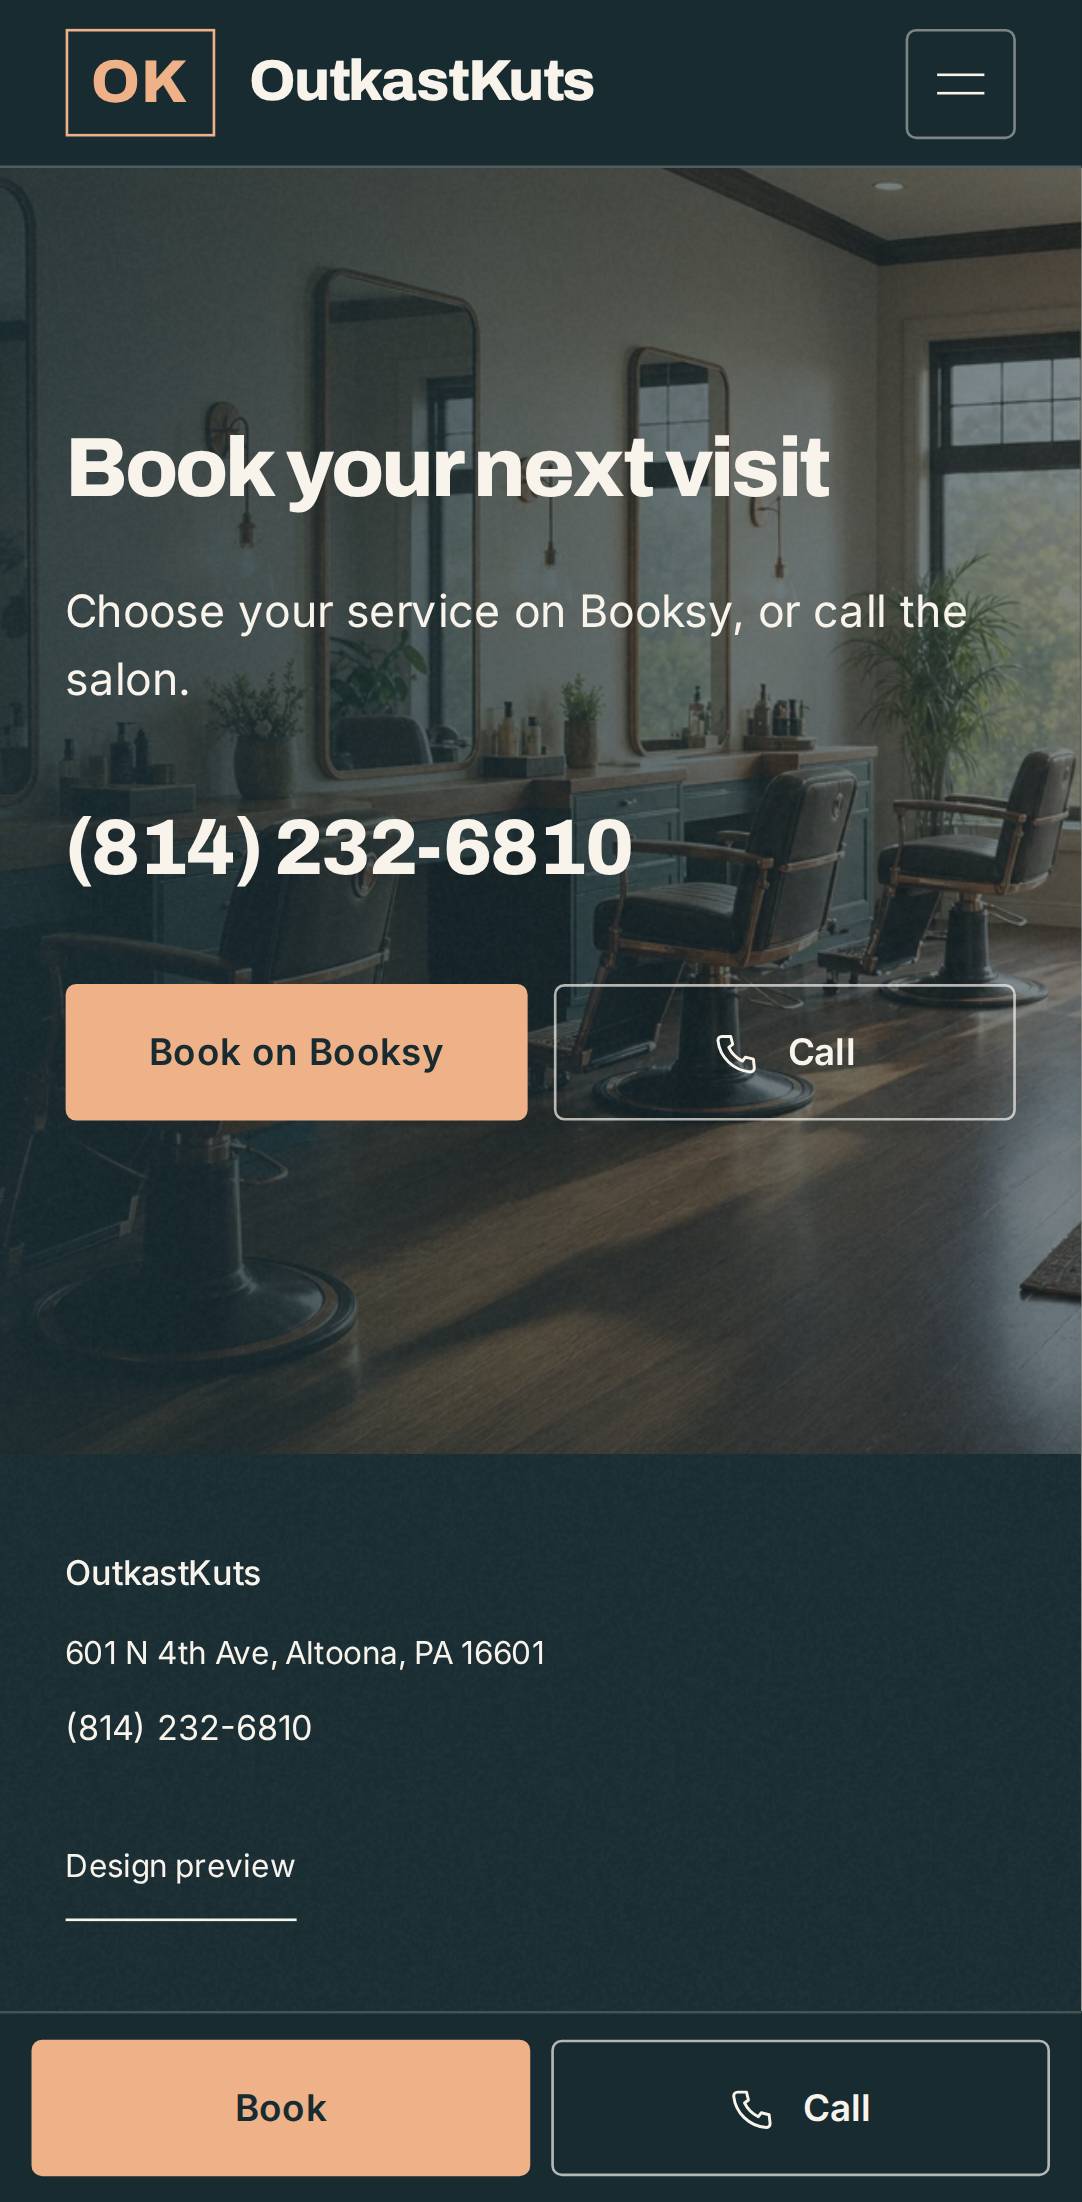 OK
OutkastKuts
Book your next visit
Choose your service on Booksy, or call the
salon.
(814) 232-6810
Book on Booksy
Call
OutkastKuts
601 N 4th Ave, Altoona, PA 16601
(814) 232-6810
Design preview
Book
Call